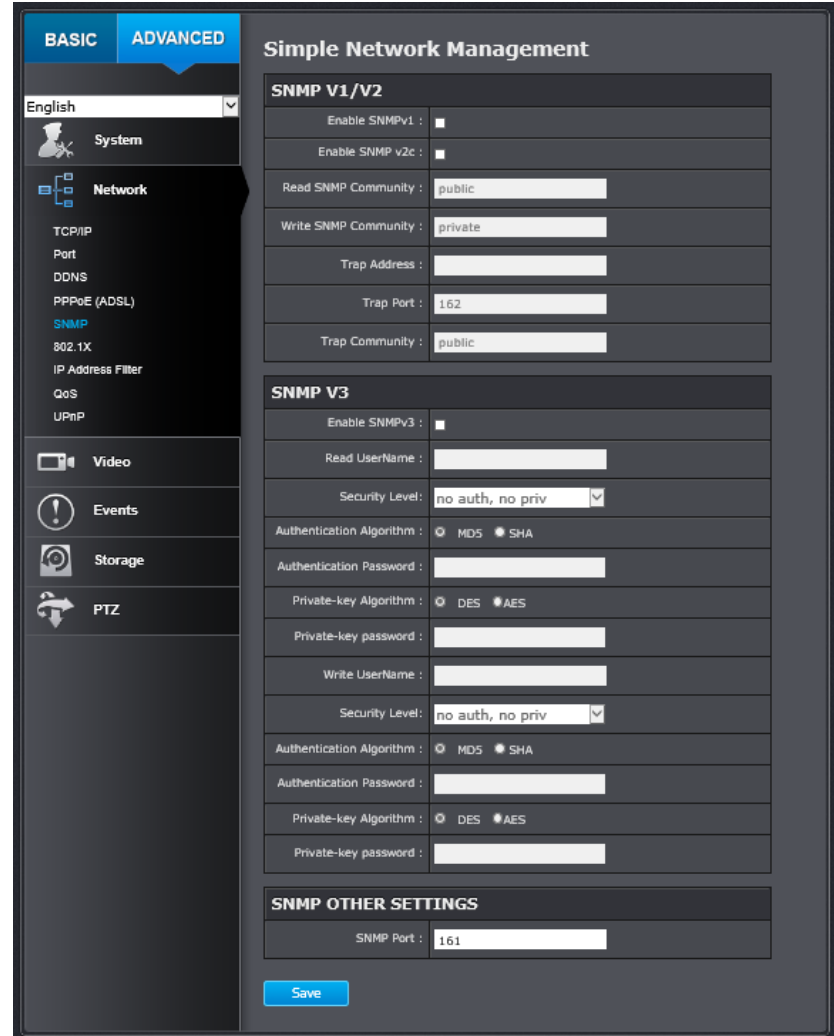 BASIC ADVANCED
English
System
Network
TCP/IP
Port
DDNS
PPPoE (ADSL)
SNMP
802.1X
IP Address Filter
QoS
UPnP
Video
Events
Storage
PTZ
Simple Network Management
SNMP V1/V2
Enable SNMPv1 :
Enable SNMP v2c :
Read SNMP Community : public
Write SNMP Community : private
Trap Address :
Trap Port : 162
Trap Community : public
SNMP V3
Enable SNMPv3 :
Read UserName :
Security Level: no auth, no priv
Authentication Algorithm : MD5 SHA
Authentication Password :
Private-key Algorithm : DES AES
Private-key password :
Write UserName :
Security Level: no auth, no priv
Authentication Algorithm : MD5 SHA
Authentication Password :
Private-key Algorithm : DES AES
Private-key password :
SNMP OTHER SETTINGS
SNMP Port : 161
Save